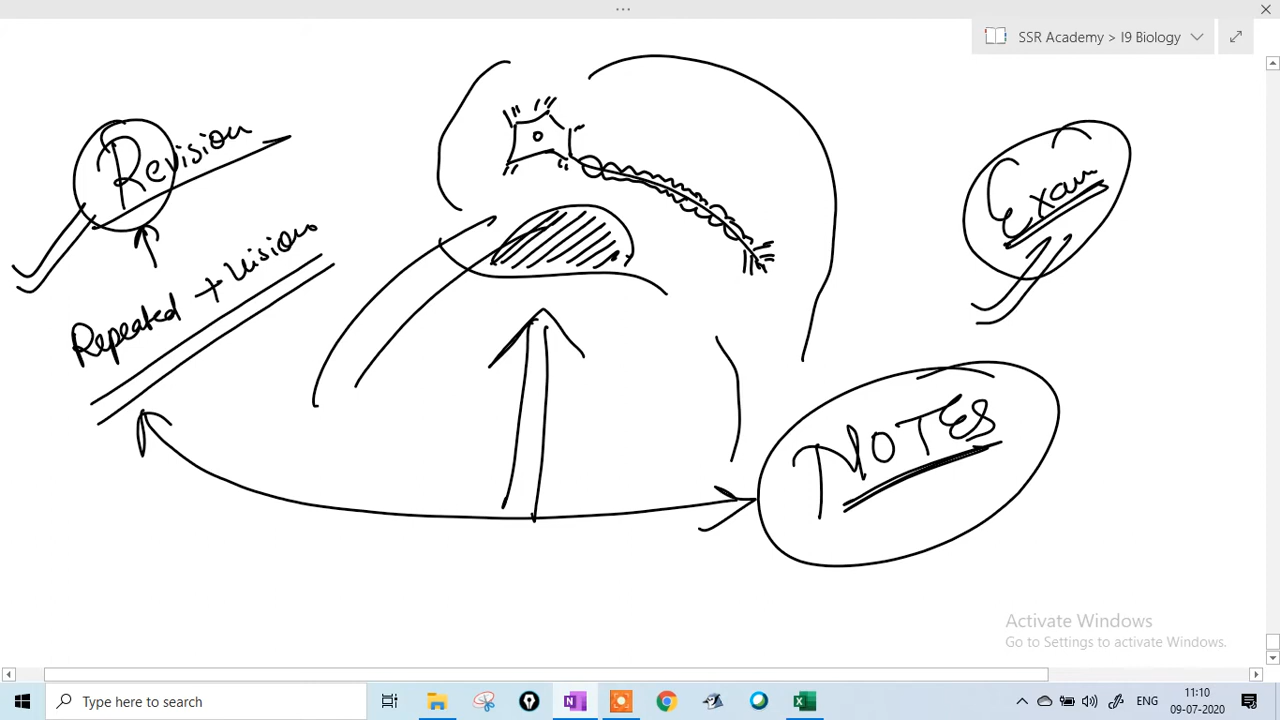 SSR Academy > I9 Biology
Revision
Exam
Repeated + Vision
NOTES
Activate Windows
Go to Settings to activate Windows.
Type here to search
ENG
11:10
09-07-2020